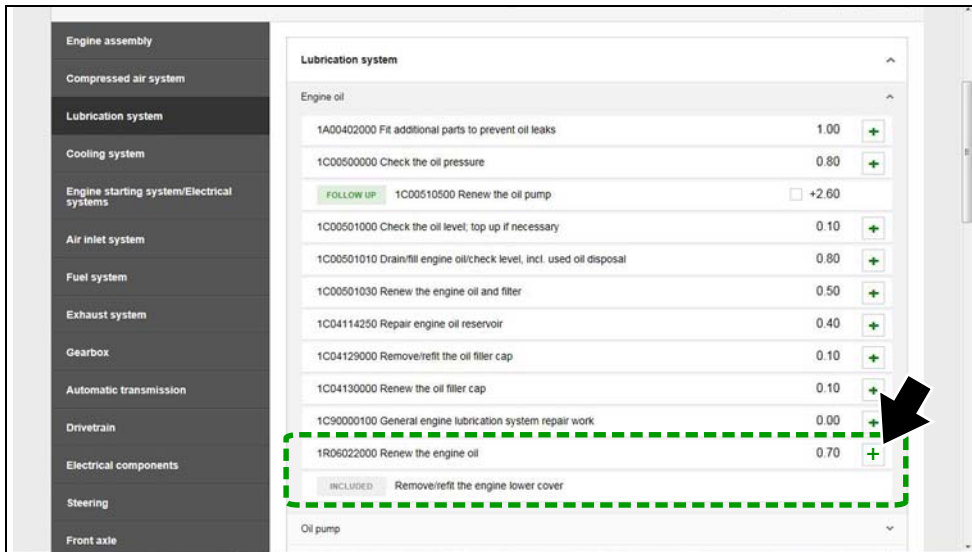 Engine assembly
Compressed air system
Lubrication system
Cooling system
Engine starting system/Electrical
systems
Air inlet system
Fuel system
Exhaust system
Gearbox
Automatic transmission
Drivetrain
Electrical components
Steering
Front axle
Lubrication system
Engine oil
1A00402000 Fit additional parts to prevent oil leaks 1.00 +
1C00500000 Check the oil pressure 0.80 +
FOLLOW UP 1C00510500 Renew the oil pump +2.60
1C00501000 Check the oil level; top up if necessary 0.10 +
1C00501010 Drain/fill engine oil/check level, incl. used oil disposal 0.80 +
1C00501030 Renew the engine oil and filter 0.50 +
1C04114250 Repair engine oil reservoir 0.40 +
1C04129000 Remove/refit the oil filler cap 0.10 +
1C04130000 Renew the oil filler cap 0.10 +
1C90000100 General engine lubrication system repair work 0.00 +
1R06022000 Renew the engine oil 0.70 +
INCLUDED Remove/refit the engine lower cover
Oil pump